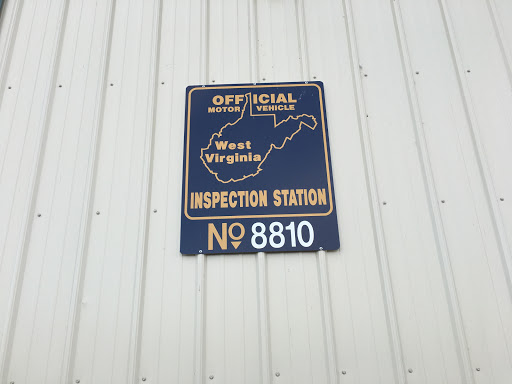 OFFICIAL
MOTOR VEHICLE
West
Virginia
INSPECTION STATION
No 8810